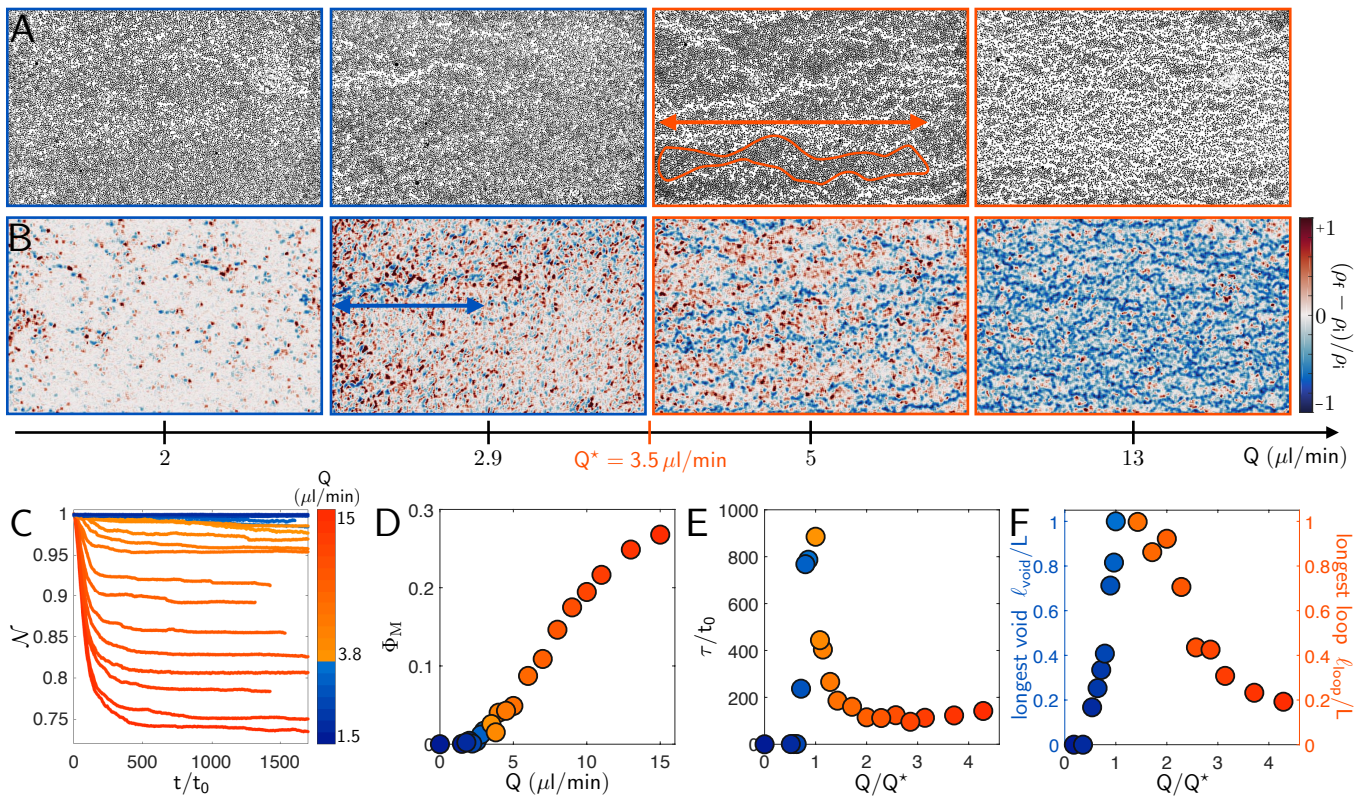 A
B
+1
0
-1
(ρf − ρi)/ρi
2
2.9
Q⋆ = 3.5 μl/min
5
13
Q (μl/min)
C
Q
(μl/min)
15
3.8
1.5
1
0.95
0.9
0.85
0.8
0.75
𝒩
0
500
1000
1500
t/t0
D
0.3
0.2
0.1
0
ΦM
0
5
10
15
Q (μl/min)
E
1000
800
600
400
200
0
τ/t0
0
1
2
3
4
Q/Q⋆
F
1
0.8
0.6
0.4
0.2
0
longest void ℓvoid/L
0
1
2
3
4
Q/Q⋆
1
0.8
0.6
0.4
0.2
0
longest loop ℓloop/L